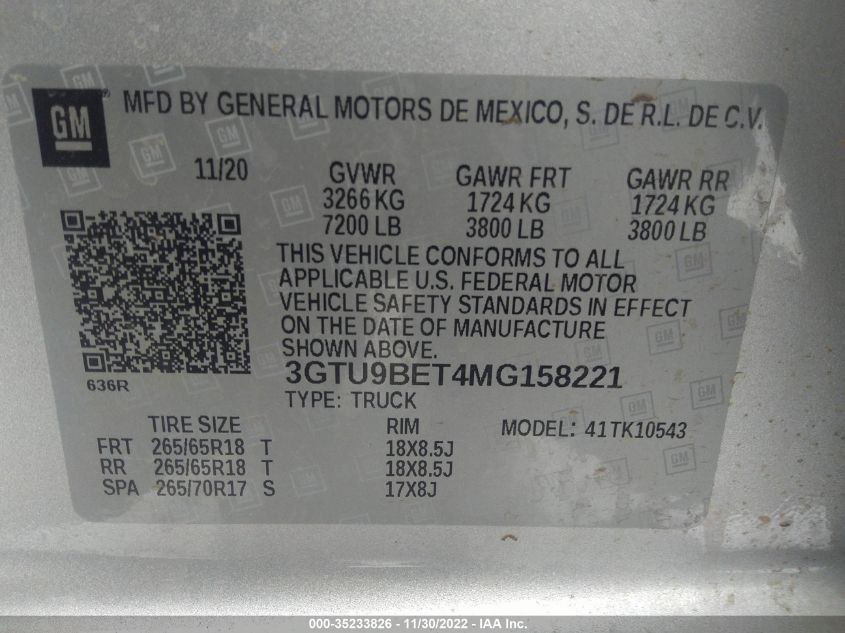 GM ® MFD BY GENERAL MOTORS DE MEXICO, S. DE R.L. DE C.V.
11/20 GVWR GAWR FRT GAWR RR
3266 KG 1724 KG 1724 KG
7200 LB 3800 LB 3800 LB
THIS VEHICLE CONFORMS TO ALL
APPLICABLE U.S. FEDERAL MOTOR
VEHICLE SAFETY STANDARDS IN EFFECT
ON THE DATE OF MANUFACTURE
SHOWN ABOVE.
636R 3GTU9BET4MG158221
TYPE: TRUCK
TIRE SIZE RIM MODEL: 41TK10543
FRT 265/65R18 T 18X8.5J
RR 265/65R18 T 18X8.5J
SPA 265/70R17 S 17X8J
000-35233826 - 11/30/2022 - IAA Inc.